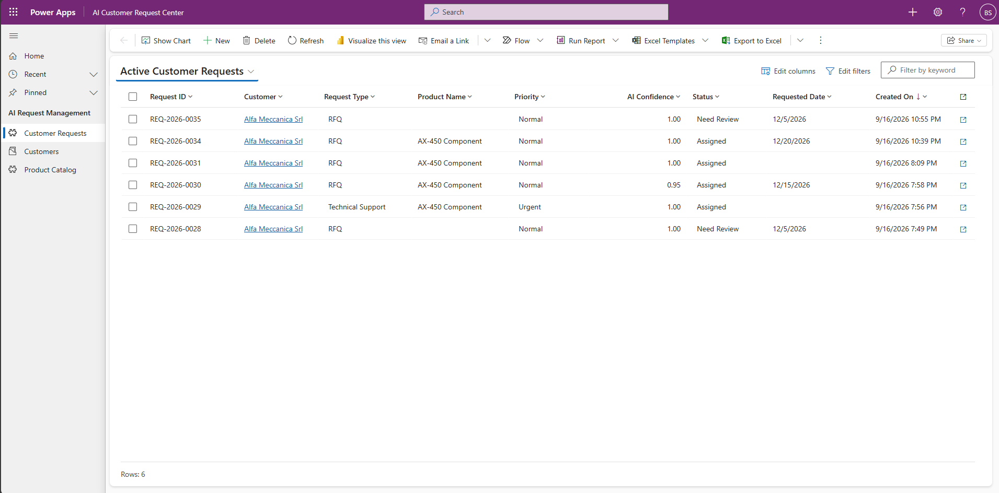 Power Apps AI Customer Request Center Search BS
Show Chart New Delete Refresh Visualize this view Email a Link Flow Run Report Excel Templates Export to Excel Share
Home
Recent
Pinned
AI Request Management
Customer Requests
Customers
Product Catalog
Active Customer Requests Edit columns Edit filters Filter by keyword
Request ID Customer Request Type Product Name Priority AI Confidence Status Requested Date Created On
REQ-2026-0035 Alfa Meccanica Srl RFQ Normal 1.00 Need Review 12/5/2026 9/16/2026 10:55 PM
REQ-2026-0034 Alfa Meccanica Srl RFQ AX-450 Component Normal 1.00 Assigned 12/20/2026 9/16/2026 10:39 PM
REQ-2026-0031 Alfa Meccanica Srl RFQ AX-450 Component Normal 1.00 Assigned 9/16/2026 8:09 PM
REQ-2026-0030 Alfa Meccanica Srl RFQ AX-450 Component Normal 0.95 Assigned 12/15/2026 9/16/2026 7:58 PM
REQ-2026-0029 Alfa Meccanica Srl Technical Support AX-450 Component Urgent 1.00 Assigned 9/16/2026 7:56 PM
REQ-2026-0028 Alfa Meccanica Srl RFQ Normal 1.00 Need Review 12/5/2026 9/16/2026 7:49 PM
Rows: 6